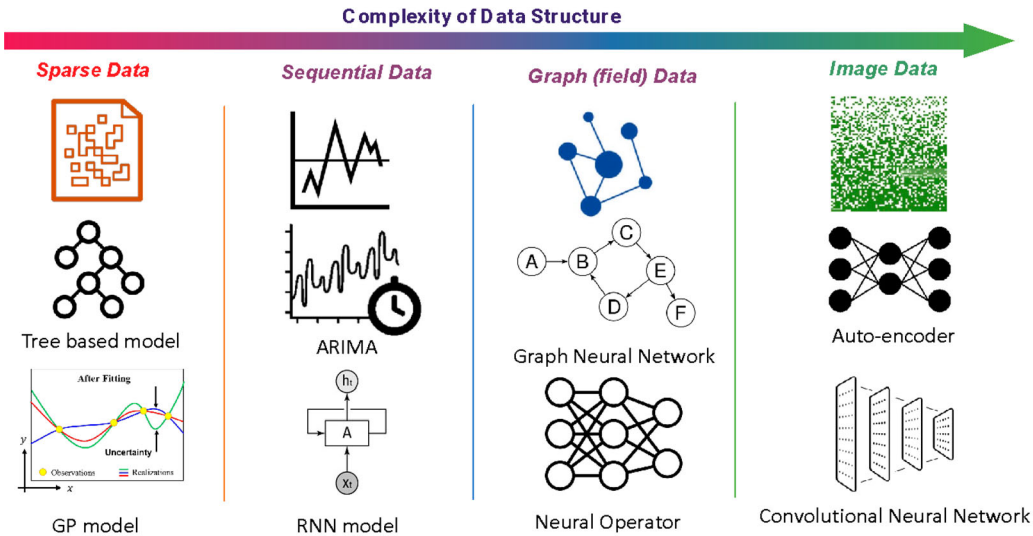 Complexity of Data Structure
Sparse Data
Sequential Data
Graph (field) Data
Image Data
A
B
C
D
E
F
Tree based model
ARIMA
Graph Neural Network
Auto-encoder
After Fitting
y
Uncertainty
Observations
Realizations
x
hₜ
A
xₜ
GP model
RNN model
Neural Operator
Convolutional Neural Network